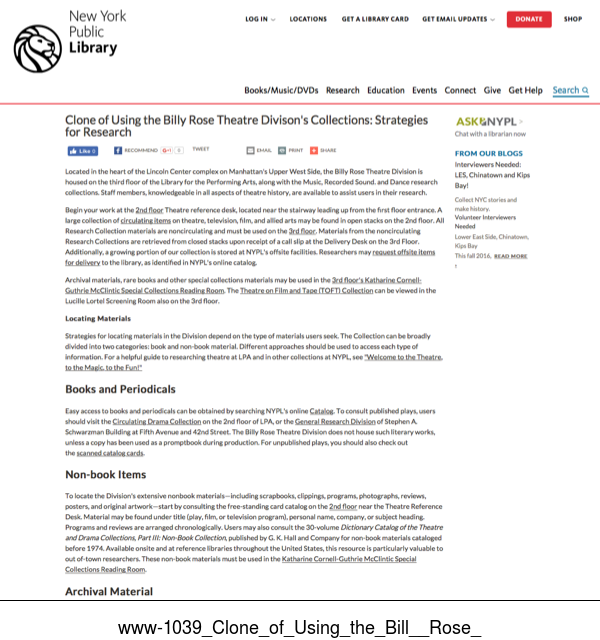 New York
Public
Library
LOG IN
LOCATIONS
GET A LIBRARY CARD
GET EMAIL UPDATES
DONATE
SHOP
Books/Music/DVDs Research Education Events Connect Give Get Help Search
Clone of Using the Billy Rose Theatre Divison's Collections: Strategies
for Research
Like 0
RECOMMEND
G+1
0
TWEET
EMAIL
PRINT
SHARE
Located in the heart of the Lincoln Center complex on Manhattan's Upper West Side, the Billy Rose Theatre Division is
housed on the third floor of the Library for the Performing Arts, along with the Music, Recorded Sound. and Dance research
collections. Staff members, knowledgeable in all aspects of theatre history, are available to assist users in their research.
Begin your work at the 2nd floor Theatre reference desk, located near the stairway leading up from the first floor entrance. A
large collection of circulating items on theatre, television, film, and allied arts may be found in open stacks on the 2nd floor. All
Research Collection materials are noncirculating and must be used on the 3rd floor. Materials from the noncirculating
Research Collections are retrieved from closed stacks upon receipt of a call slip at the Delivery Desk on the 3rd Floor.
Additionally, a growing portion of our collection is stored at NYPL's offsite facilities. Researchers may request offsite items
for delivery to the library, as identified in NYPL's online catalog.
Archival materials, rare books and other special collections materials may be used in the 3rd floor's Katharine Cornell-
Guthrie McClintic Special Collections Reading Room. The Theatre on Film and Tape (TOFT) Collection can be viewed in the
Lucille Lortel Screening Room also on the 3rd floor.
Locating Materials
Strategies for locating materials in the Division depend on the type of materials users seek. The Collection can be broadly
divided into two categories: book and non-book material. Different approaches should be used to access each type of
information. For a helpful guide to researching theatre at LPA and in other collections at NYPL, see "Welcome to the Theatre,
to the Magic, to the Fun!"
Books and Periodicals
Easy access to books and periodicals can be obtained by searching NYPL's online Catalog. To consult published plays, users
should visit the Circulating Drama Collection on the 2nd floor of LPA, or the General Research Division of Stephen A.
Schwarzman Building at Fifth Avenue and 42nd Street. The Billy Rose Theatre Division does not house such literary works,
unless a copy has been used as a promptbook during production. For unpublished plays, you should also check out
the scanned catalog cards.
Non-book Items
To locate the Division's extensive nonbook materials—including scrapbooks, clippings, programs, photographs, reviews,
posters, and original artwork—start by consulting the free-standing card catalog on the 2nd floor near the Theatre Reference
Desk. Material may be found under title (play, film, or television program), personal name, company, or subject heading.
Programs and reviews are arranged chronologically. Users may also consult the 30-volume Dictionary Catalog of the Theatre
and Drama Collections, Part III: Non-Book Collection, published by G. K. Hall and Company for non-book materials cataloged
before 1974. Available onsite and at reference libraries throughout the United States, this resource is particularly valuable to
out-of-town researchers. These non-book materials must be used in the Katharine Cornell-Guthrie McClintic Special
Collections Reading Room.
Archival Material
ASK NYPL
Chat with a librarian now
FROM OUR BLOGS
Interviewers Needed:
LES, Chinatown and Kips
Bay!
Collect NYC stories and
make history.
Volunteer Interviewers
Needed
Lower East Side, Chinatown,
Kips Bay
This fall 2016, READ MORE
www-1039_Clone_of_Using_the_Bill__Rose_